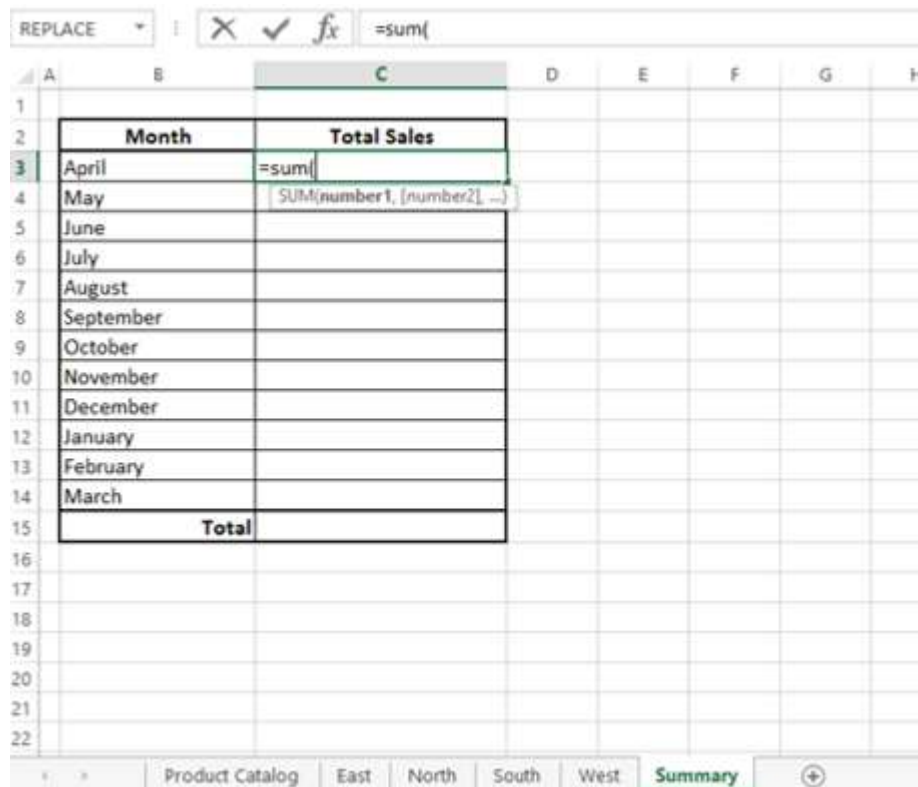 REPLACE fx =sum(
A B C D E F G H
1
2 Month Total Sales
3 April =sum(
4 May SUM(number1, [number2], ...)
5 June
6 July
7 August
8 September
9 October
10 November
11 December
12 January
13 February
14 March
15 Total
16
17
18
19
20
21
22
Product Catalog East North South West Summary